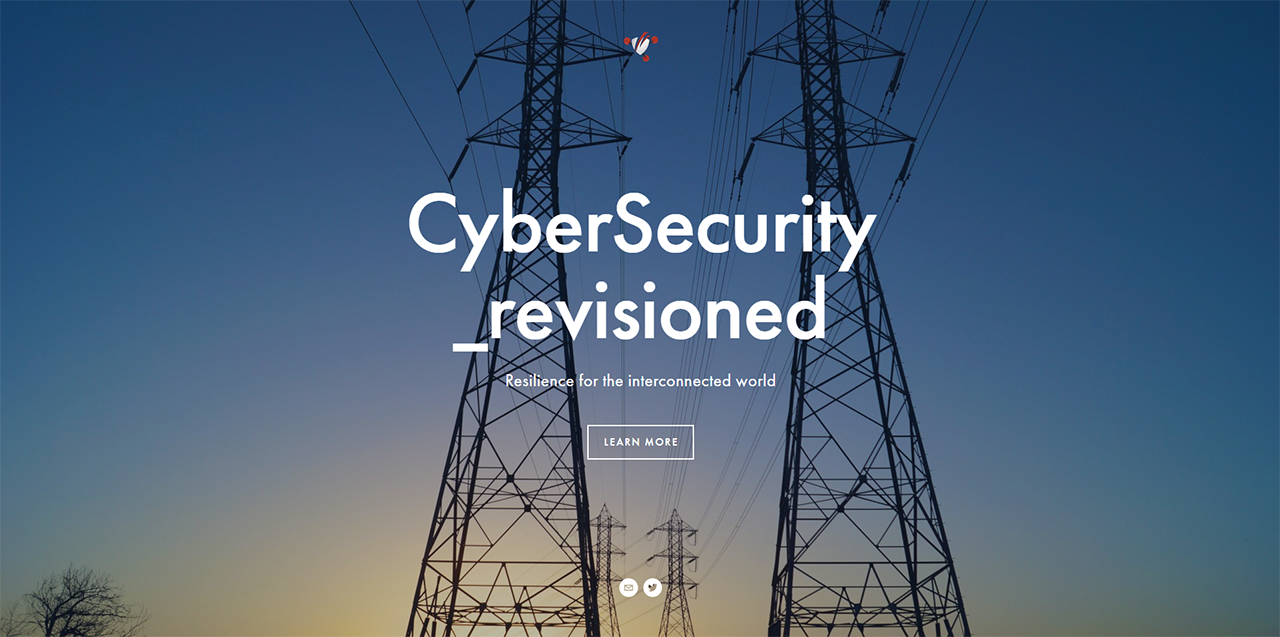 CyberSecurity
_revisioned
Resilience for the interconnected world
LEARN MORE